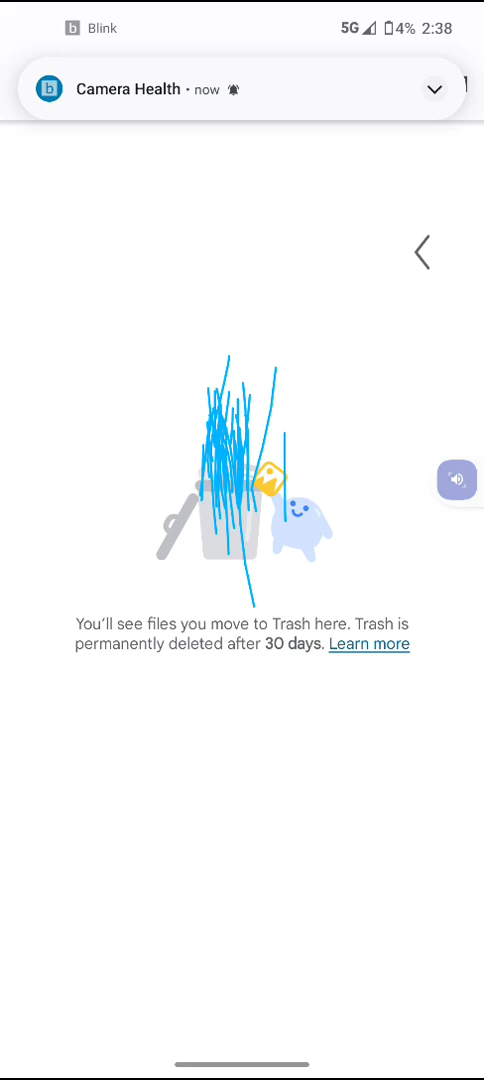 Blink
5G 4% 2:38
b Camera Health • now
You'll see files you move to Trash here. Trash is
permanently deleted after 30 days. Learn more